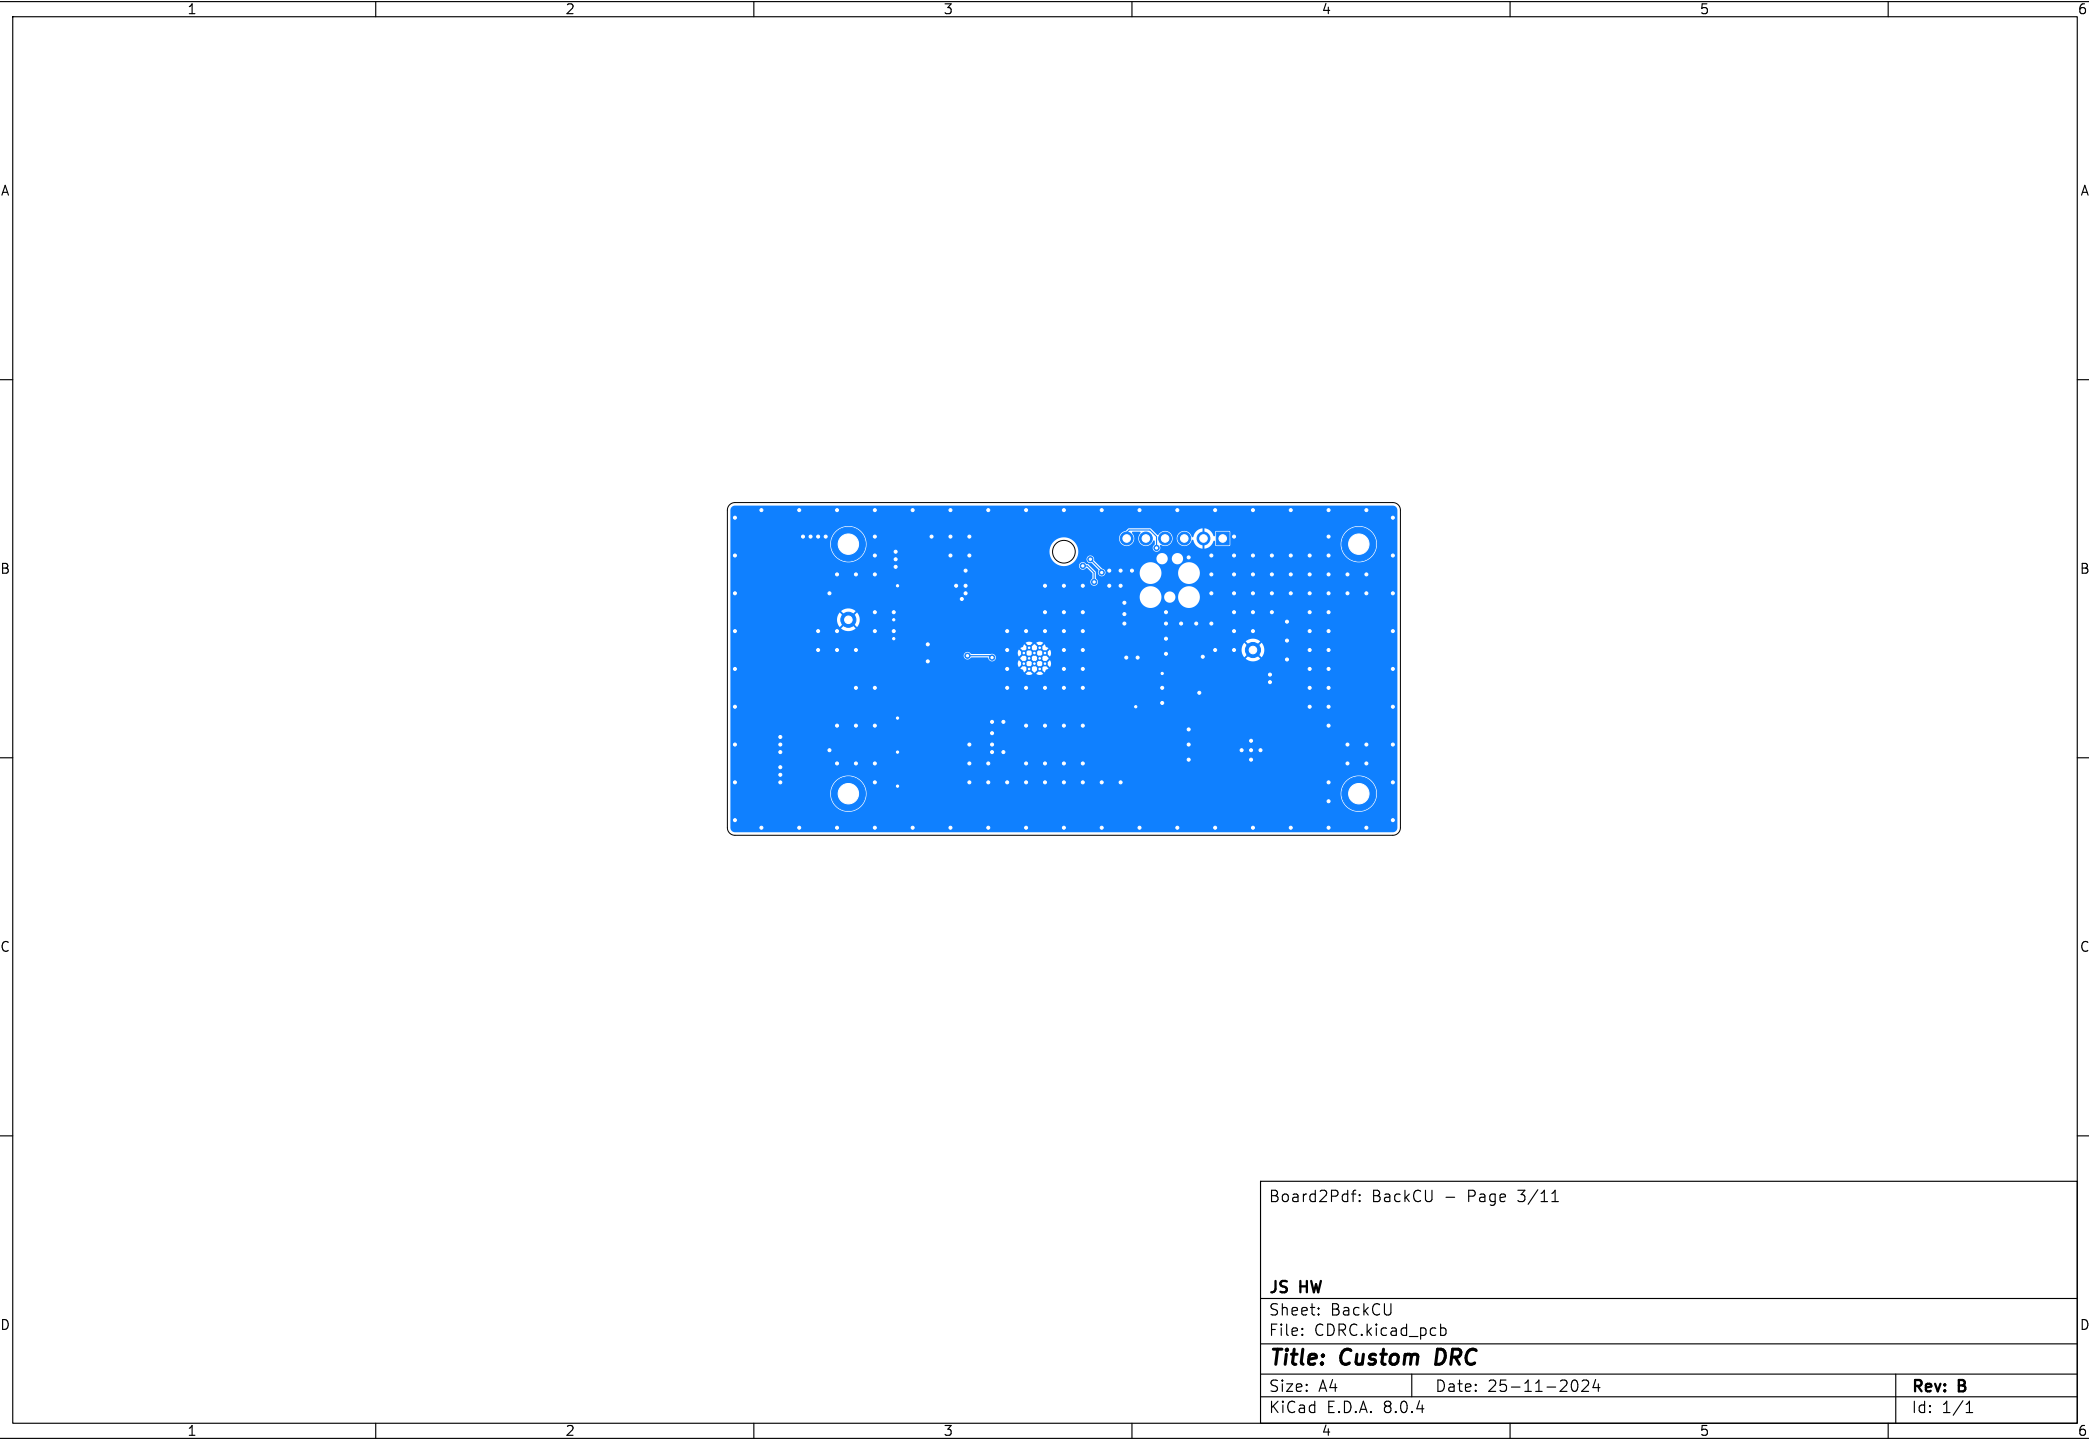 1 2 3 4 5 6
A A
B B
C C
D D
Board2Pdf: BackCU – Page 3/11
JS HW
Sheet: BackCU
File: CDRC.kicad_pcb
Title: Custom DRC
Size: A4 Date: 25–11–2024 Rev: B
KiCad E.D.A. 8.0.4 Id: 1/1
1 2 3 4 5 6